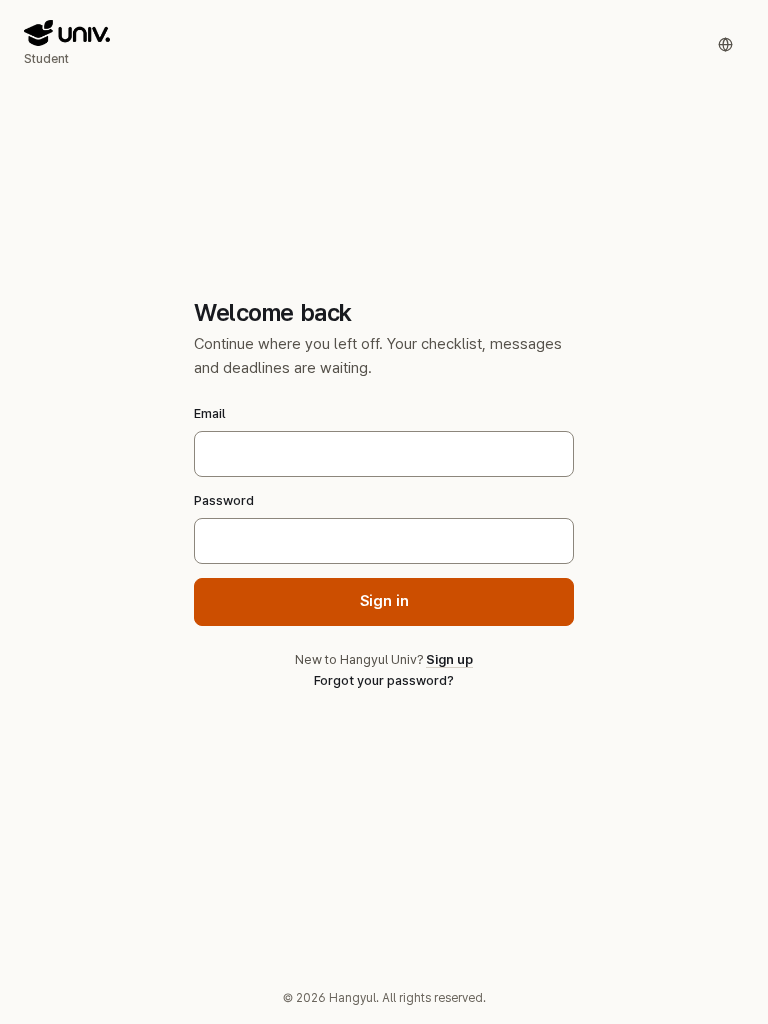 UNIV.
Student
Welcome back
Continue where you left off. Your checklist, messages
and deadlines are waiting.
Email
Password
Sign in
New to Hangyul Univ? Sign up
Forgot your password?
© 2026 Hangyul. All rights reserved.